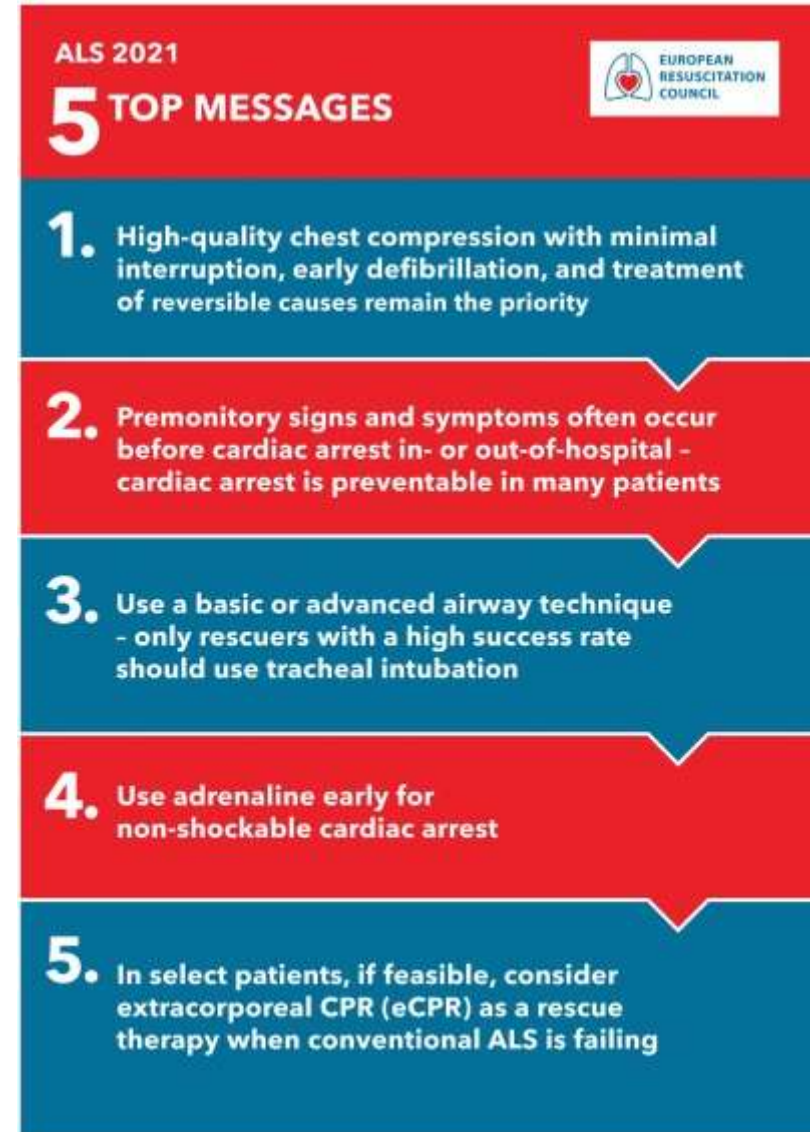 ALS 2021
5 TOP MESSAGES
EUROPEAN
RESUSCITATION
COUNCIL
1. High-quality chest compression with minimal
interruption, early defibrillation, and treatment
of reversible causes remain the priority
2. Premonitory signs and symptoms often occur
before cardiac arrest in- or out-of-hospital –
cardiac arrest is preventable in many patients
3. Use a basic or advanced airway technique
– only rescuers with a high success rate
should use tracheal intubation
4. Use adrenaline early for
non-shockable cardiac arrest
5. In select patients, if feasible, consider
extracorporeal CPR (eCPR) as a rescue
therapy when conventional ALS is failing